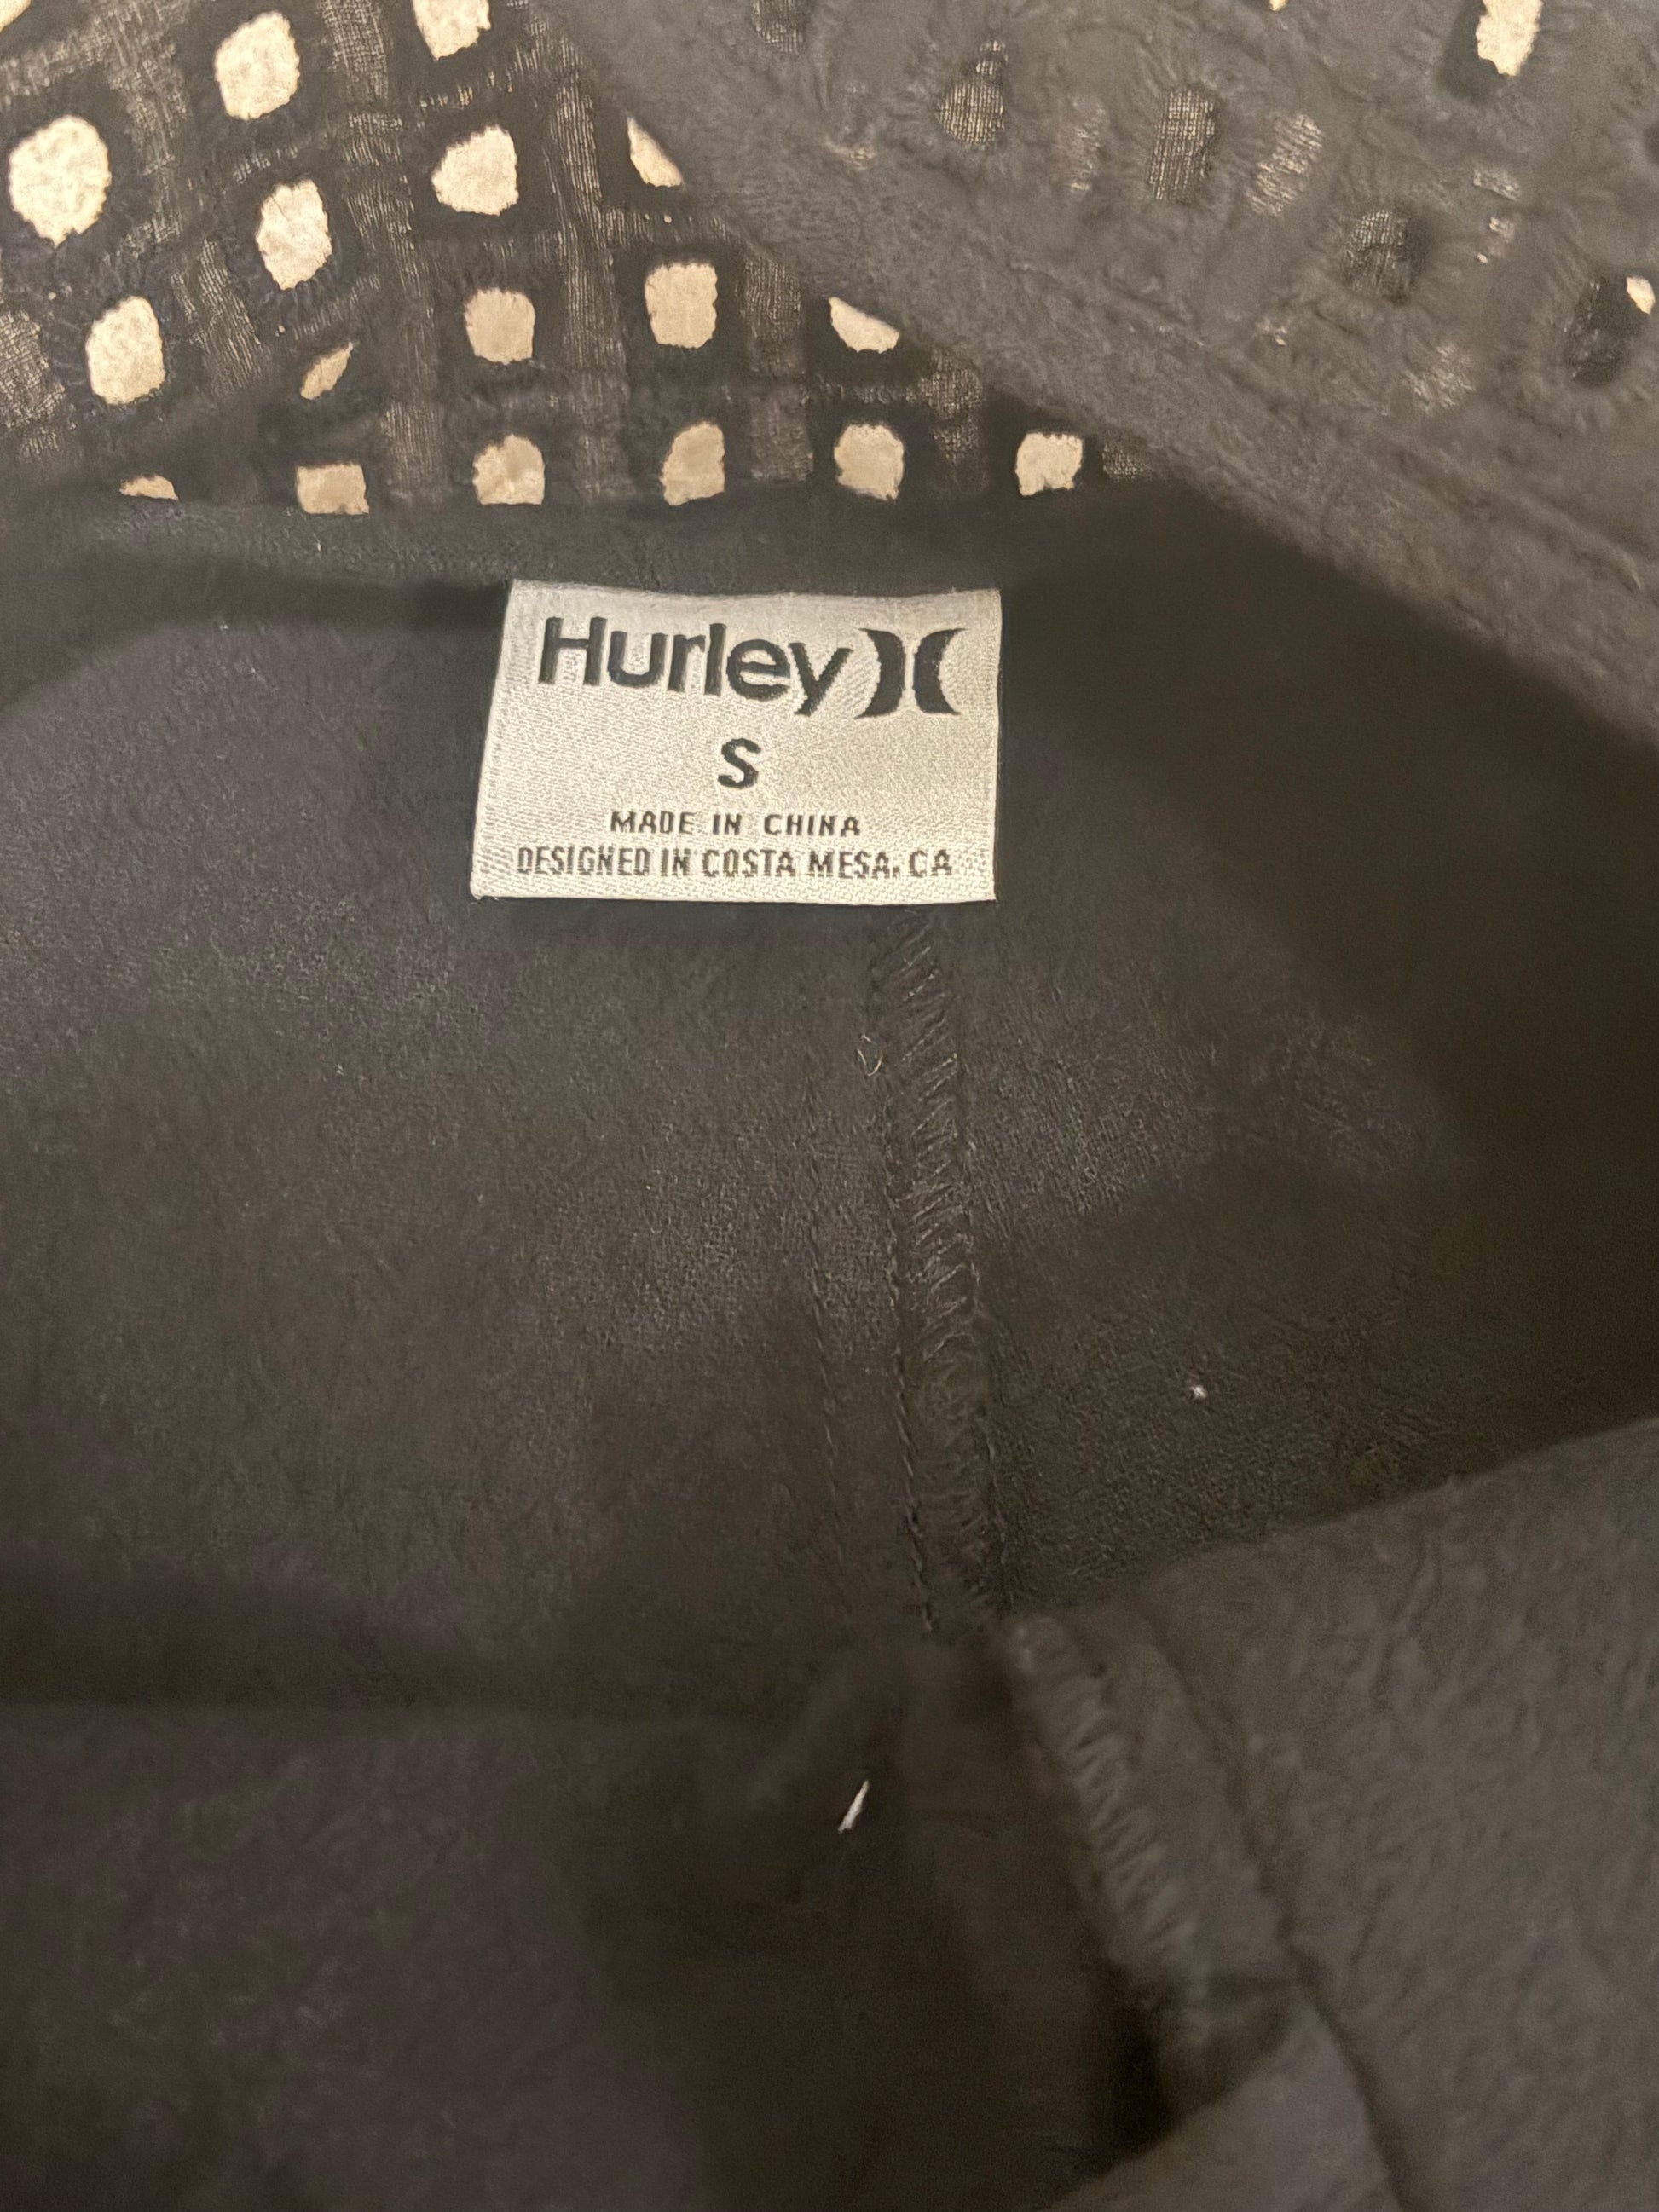 Hurley
S
MADE IN CHINA
DESIGNED IN COSTA MESA, CA